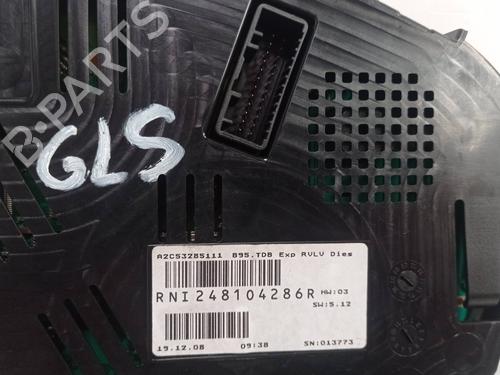 B-PARTS
GLS
A2C53285111 B95.TDB Exp RVLV Dies
RNI248104286R HW:03
SW:5.12
19.12.08 09:38 SN:013773